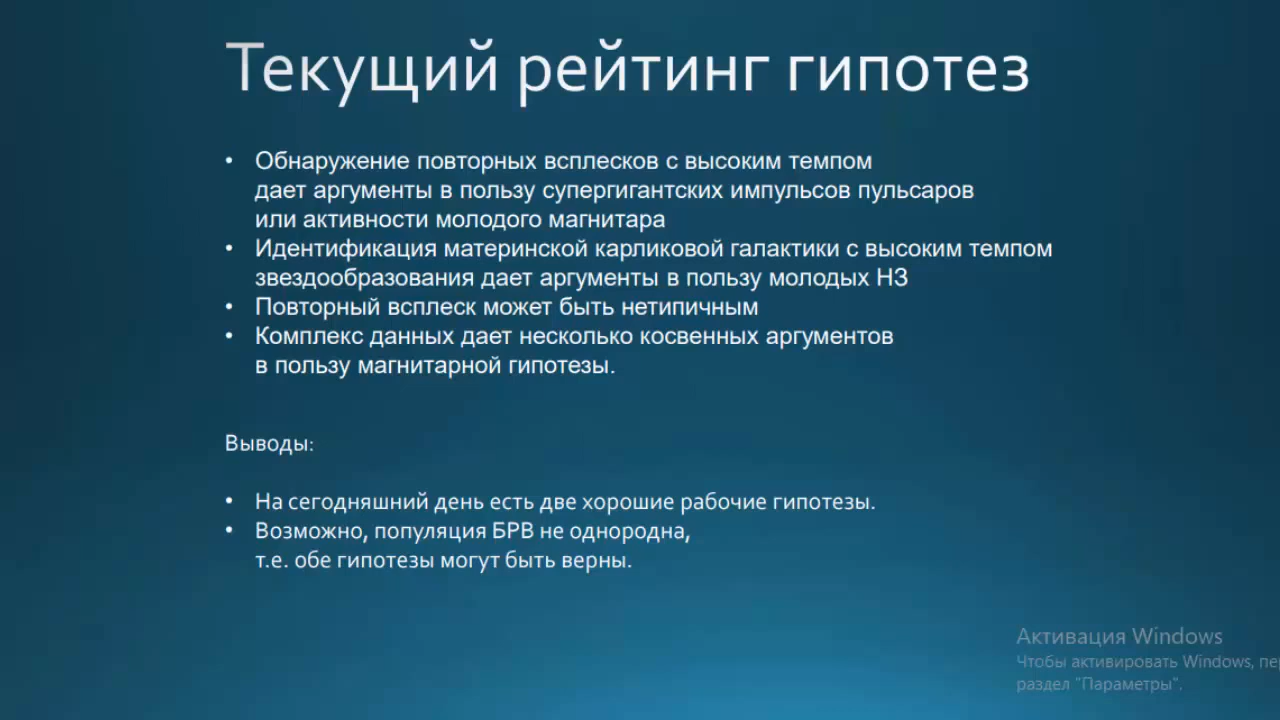 Текущий рейтинг гипотез
• Обнаружение повторных всплесков с высоким темпом
дает аргументы в пользу супергигантских импульсов пульсаров
или активности молодого магнитара
• Идентификация материнской карликовой галактики с высоким темпом
звездообразования дает аргументы в пользу молодых НЗ
• Повторный всплеск может быть нетипичным
• Комплекс данных дает несколько косвенных аргументов
в пользу магнитарной гипотезы.
Выводы:
• На сегодняшний день есть две хорошие рабочие гипотезы.
• Возможно, популяция БРВ не однородна,
т.е. обе гипотезы могут быть верны.
Активация Windows
Чтобы активировать Windows,
раздел "Параметры".